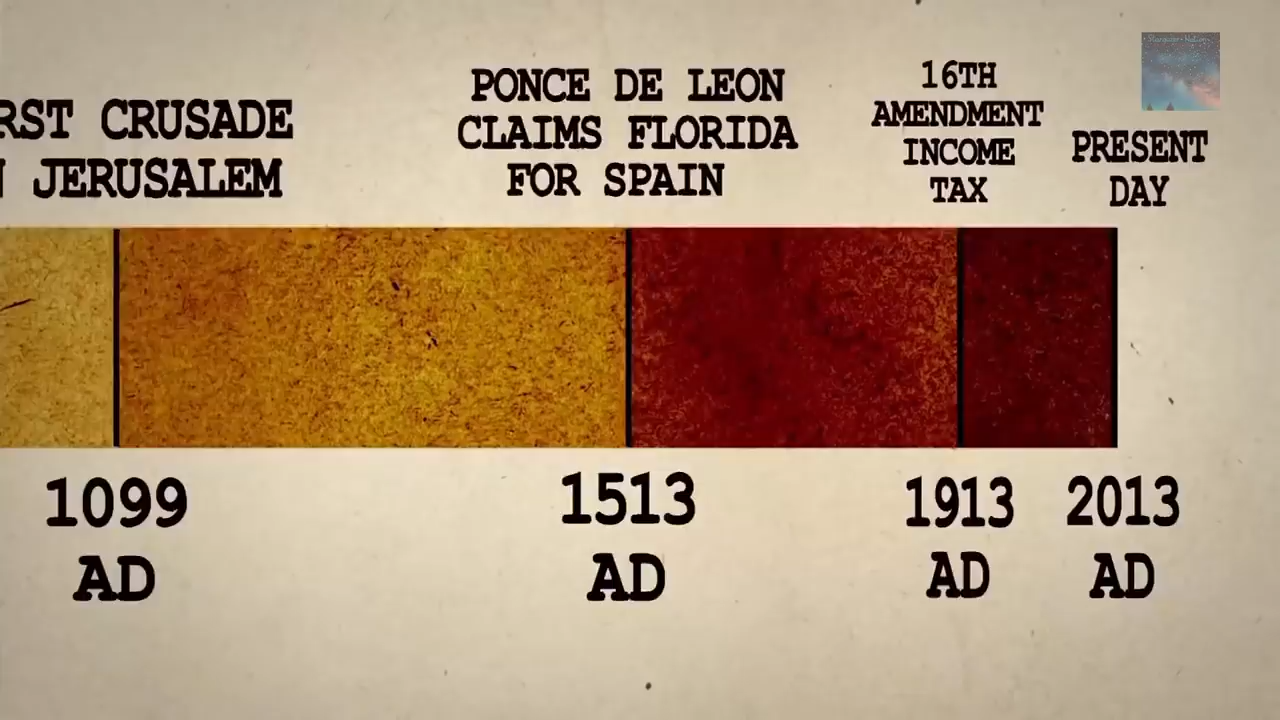 RST CRUSADE
JERUSALEM
PONCE DE LEON
CLAIMS FLORIDA
FOR SPAIN
16TH
AMENDMENT
INCOME
TAX
PRESENT
DAY
1099
AD
1513
AD
1913
AD
2013
AD